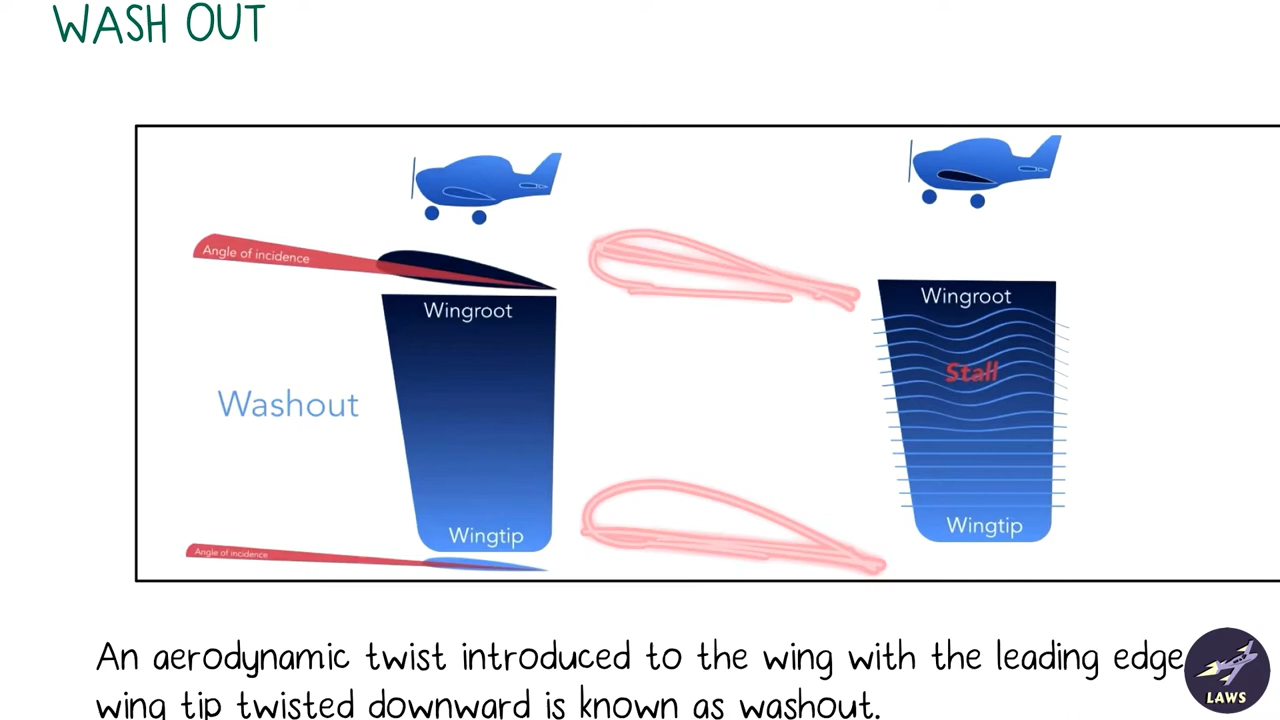 WASH OUT
Angle of incidence
Wingroot
Washout
Wingtip
Angle of incidence
Wingroot
Stall
Wingtip
An aerodynamic twist introduced to the wing with the leading edge
wing tip twisted downward is known as washout.
LAWS